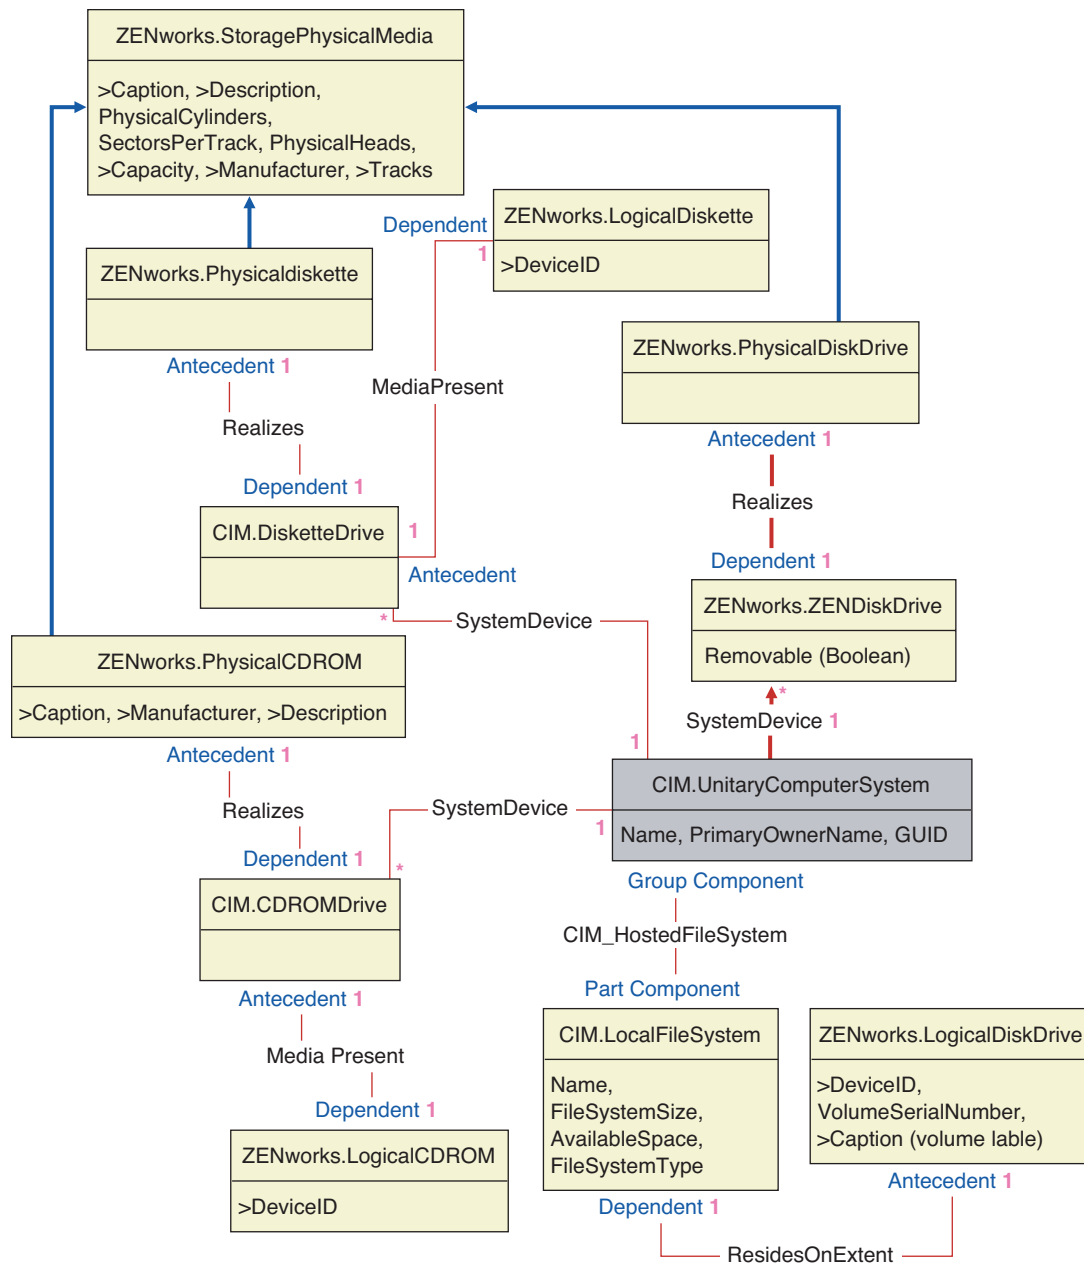 ZENworks.StoragePhysicalMedia
>Caption, >Description,
PhysicalCylinders,
SectorsPerTrack, PhysicalHeads,
>Capacity, >Manufacturer, >Tracks
Dependent
1
ZENworks.LogicalDiskette
>DeviceID
ZENworks.Physicaldiskette
Antecedent 1
Realizes
Dependent 1
MediaPresent
ZENworks.PhysicalDiskDrive
Antecedent 1
Realizes
Dependent 1
CIM.DisketteDrive
1
Antecedent
*
SystemDevice
1
ZENworks.ZENDiskDrive
Removable (Boolean)
*
SystemDevice 1
ZENworks.PhysicalCDROM
>Caption, >Manufacturer, >Description
Antecedent 1
Realizes
Dependent 1
SystemDevice
1
*
CIM.UnitaryComputerSystem
Name, PrimaryOwnerName, GUID
Group Component
CIM_HostedFileSystem
Part Component
CIM.CDROMDrive
Antecedent 1
Media Present
Dependent 1
ZENworks.LogicalCDROM
>DeviceID
CIM.LocalFileSystem
Name,
FileSystemSize,
AvailableSpace,
FileSystemType
Dependent 1
ZENworks.LogicalDiskDrive
>DeviceID,
VolumeSerialNumber,
>Caption (volume lable)
Antecedent 1
ResidesOnExtent